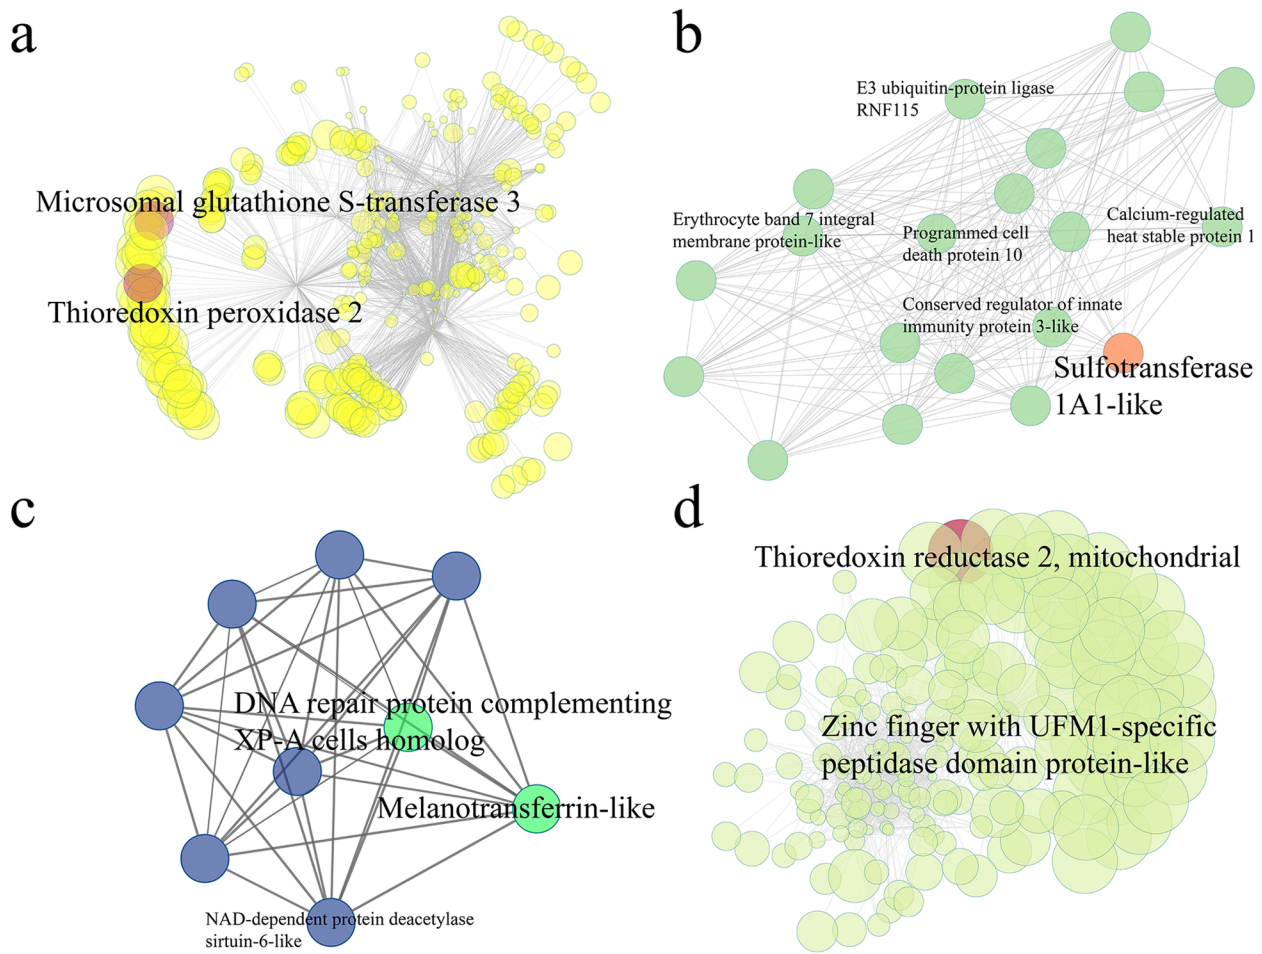 a
Microsomal glutathione S-transferase 3
Thioredoxin peroxidase 2
b
E3 ubiquitin-protein ligase
RNF115
Erythrocyte band 7 integral
membrane protein-like
Programmed cell
death protein 10
Calcium-regulated
heat stable protein 1
Conserved regulator of innate
immunity protein 3-like
Sulfotransferase
1A1-like
c
DNA repair protein complementing
XP-A cells homolog
Melanotransferrin-like
NAD-dependent protein deacetylase
sirtuin-6-like
d
Thioredoxin reductase 2, mitochondrial
Zinc finger with UFM1-specific
peptidase domain protein-like